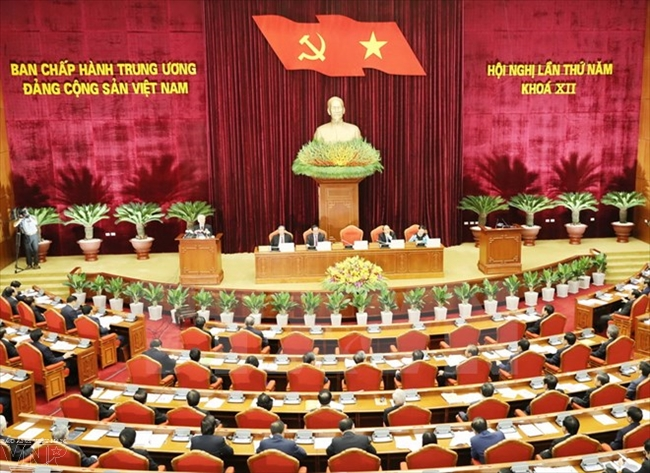 BAN CHẤP HÀNH TRUNG ƯƠNG
ĐẢNG CỘNG SẢN VIỆT NAM
HỘI NGHỊ LẦN THỨ NĂM
KHOÁ XII